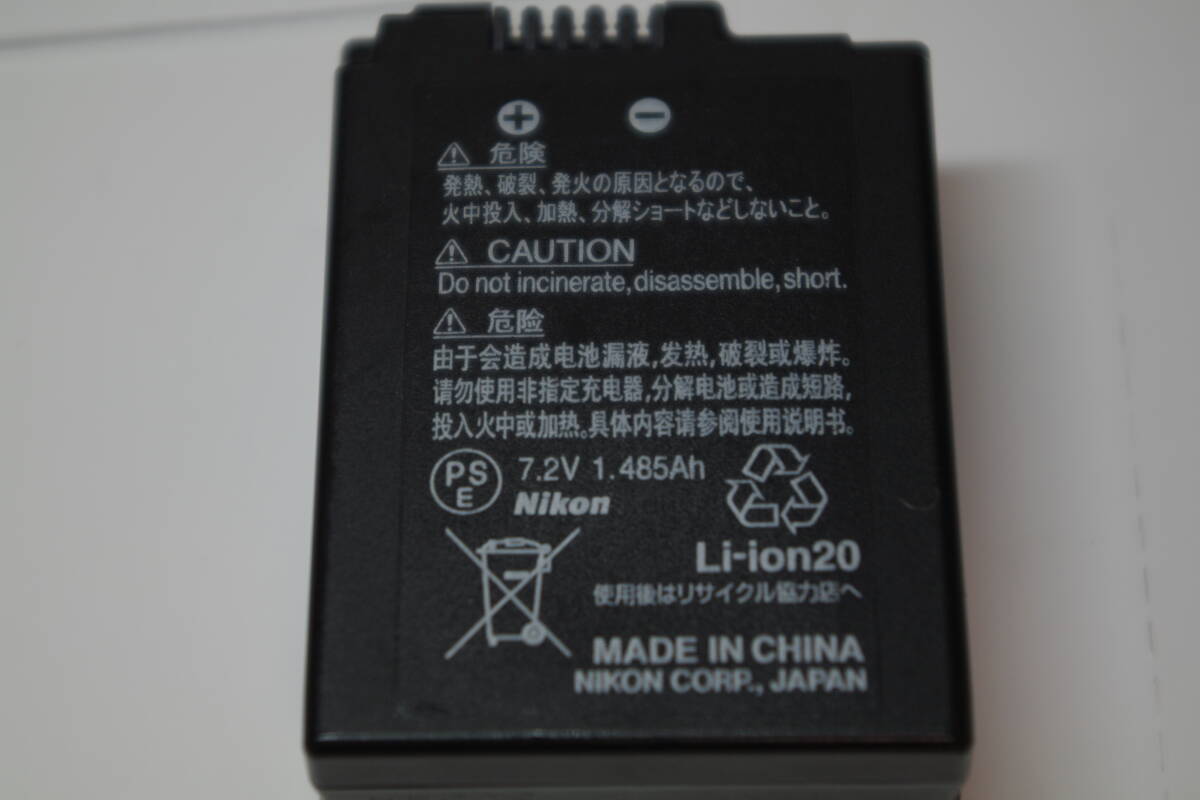 危険
発熱、破裂、発火の原因となるので、
火中投入、加熱、分解ショートなどしないこと。
CAUTION
Do not incinerate, disassemble, short.
危险
由于会造成电池漏液,发热,破裂或爆炸。
请勿使用非指定充电器,分解电池或造成短路,
投入火中或加热。具体内容请参阅使用说明书。
PS
E
7.2V 1.485Ah
Nikon
Li-ion20
使用後はリサイクル協力店へ
MADE IN CHINA
NIKON CORP., JAPAN